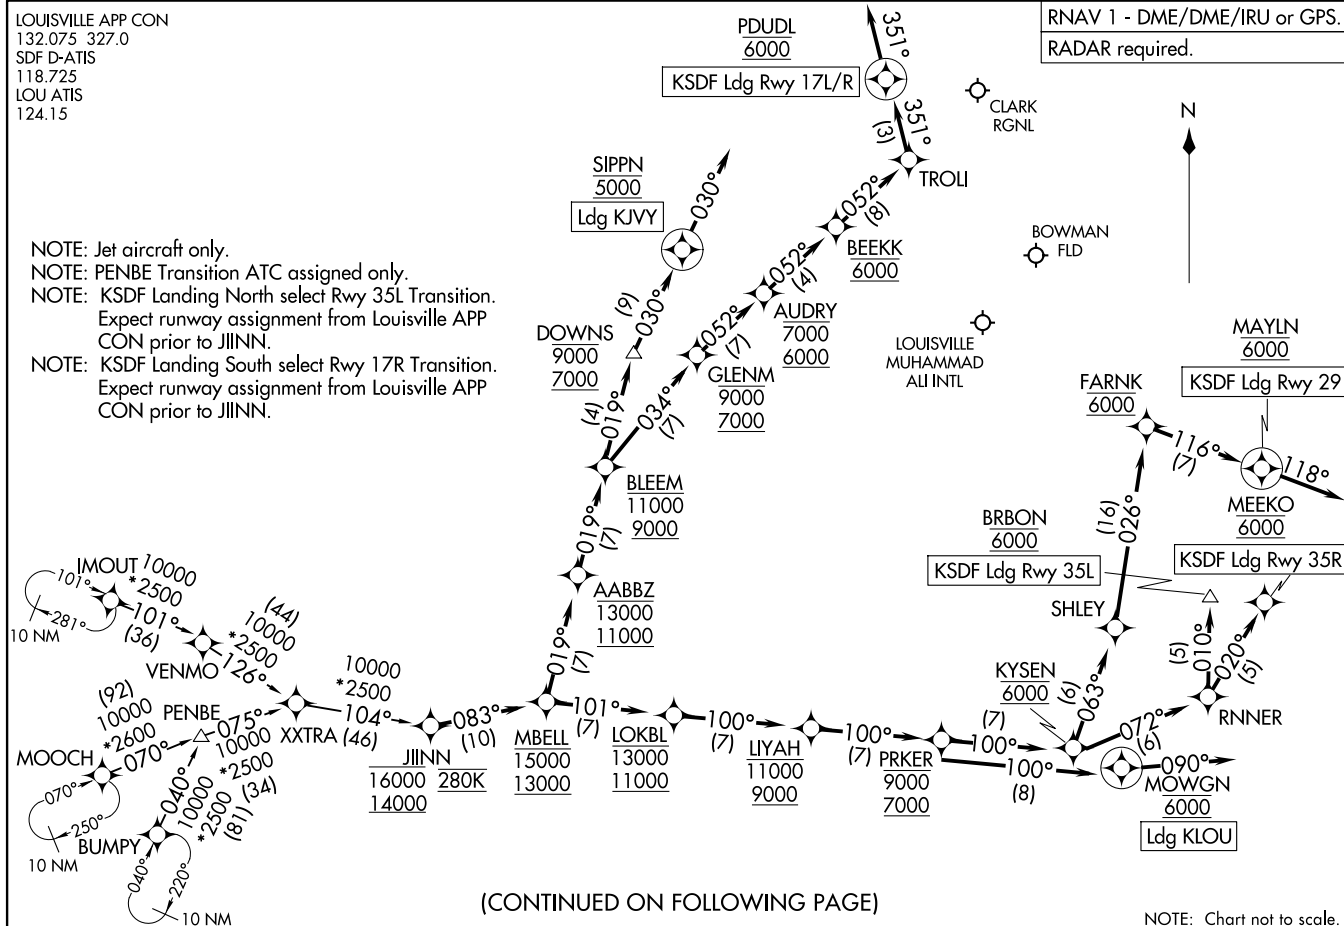 LOUISVILLE APP CON
132.075 327.0
SDF D-ATIS
118.725
LOU ATIS
124.15
RNAV 1 - DME/DME/IRU or GPS.
RADAR required.
PDUDL
6000
KSDF Ldg Rwy 17L/R
351°
351°
(3)
TROLI
CLARK
RGNL
N
SIPPN
5000
Ldg KJVY
030°
NOTE: Jet aircraft only.
NOTE: PENBE Transition ATC assigned only.
NOTE: KSDF Landing North select Rwy 35L Transition.
Expect runway assignment from Louisville APP
CON prior to JIINN.
NOTE: KSDF Landing South select Rwy 17R Transition.
Expect runway assignment from Louisville APP
CON prior to JIINN.
052°
(8)
BEEKK
6000
BOWMAN
FLD
052°
(4)
AUDRY
7000
6000
LOUISVILLE
MUHAMMAD
ALI INTL
(9)
030°
DOWNS
9000
7000
052°
(7)
GLENM
9000
7000
(4)
019°
034°
(7)
BLEEM
11000
9000
MAYLN
6000
KSDF Ldg Rwy 29
FARNK
6000
116°
(7)
118°
MEEKO
6000
KSDF Ldg Rwy 35R
(16)
026°
BRBON
6000
KSDF Ldg Rwy 35L
SHLEY
019°
(7)
AABBZ
13000
11000
019°
(7)
IMOUT
10000
*2500
101°
281°
10 NM
101°
(36)
VENMO
(44)
10000
*2500
126°
10000
*2500
XXTRA
104°
(46)
JIINN
16000
14000
280K
083°
(10)
MBELL
15000
13000
101°
(7)
LOKBL
13000
11000
100°
(7)
LIYAH
11000
9000
100°
(7)
PRKER
9000
7000
(7)
100°
KYSEN
6000
(6)
063°
072°
(6)
RNNER
(5)
010°
020°
(5)
100°
(8)
090°
MOWGN
6000
Ldg KLOU
(92)
10000
*2600
MOOCH
070°
PENBE
075°
10000
*2500
(34)
070°
250°
10 NM
BUMPY
040°
10000
*2500
(81)
040°
220°
10 NM
(CONTINUED ON FOLLOWING PAGE)
NOTE: Chart not to scale.